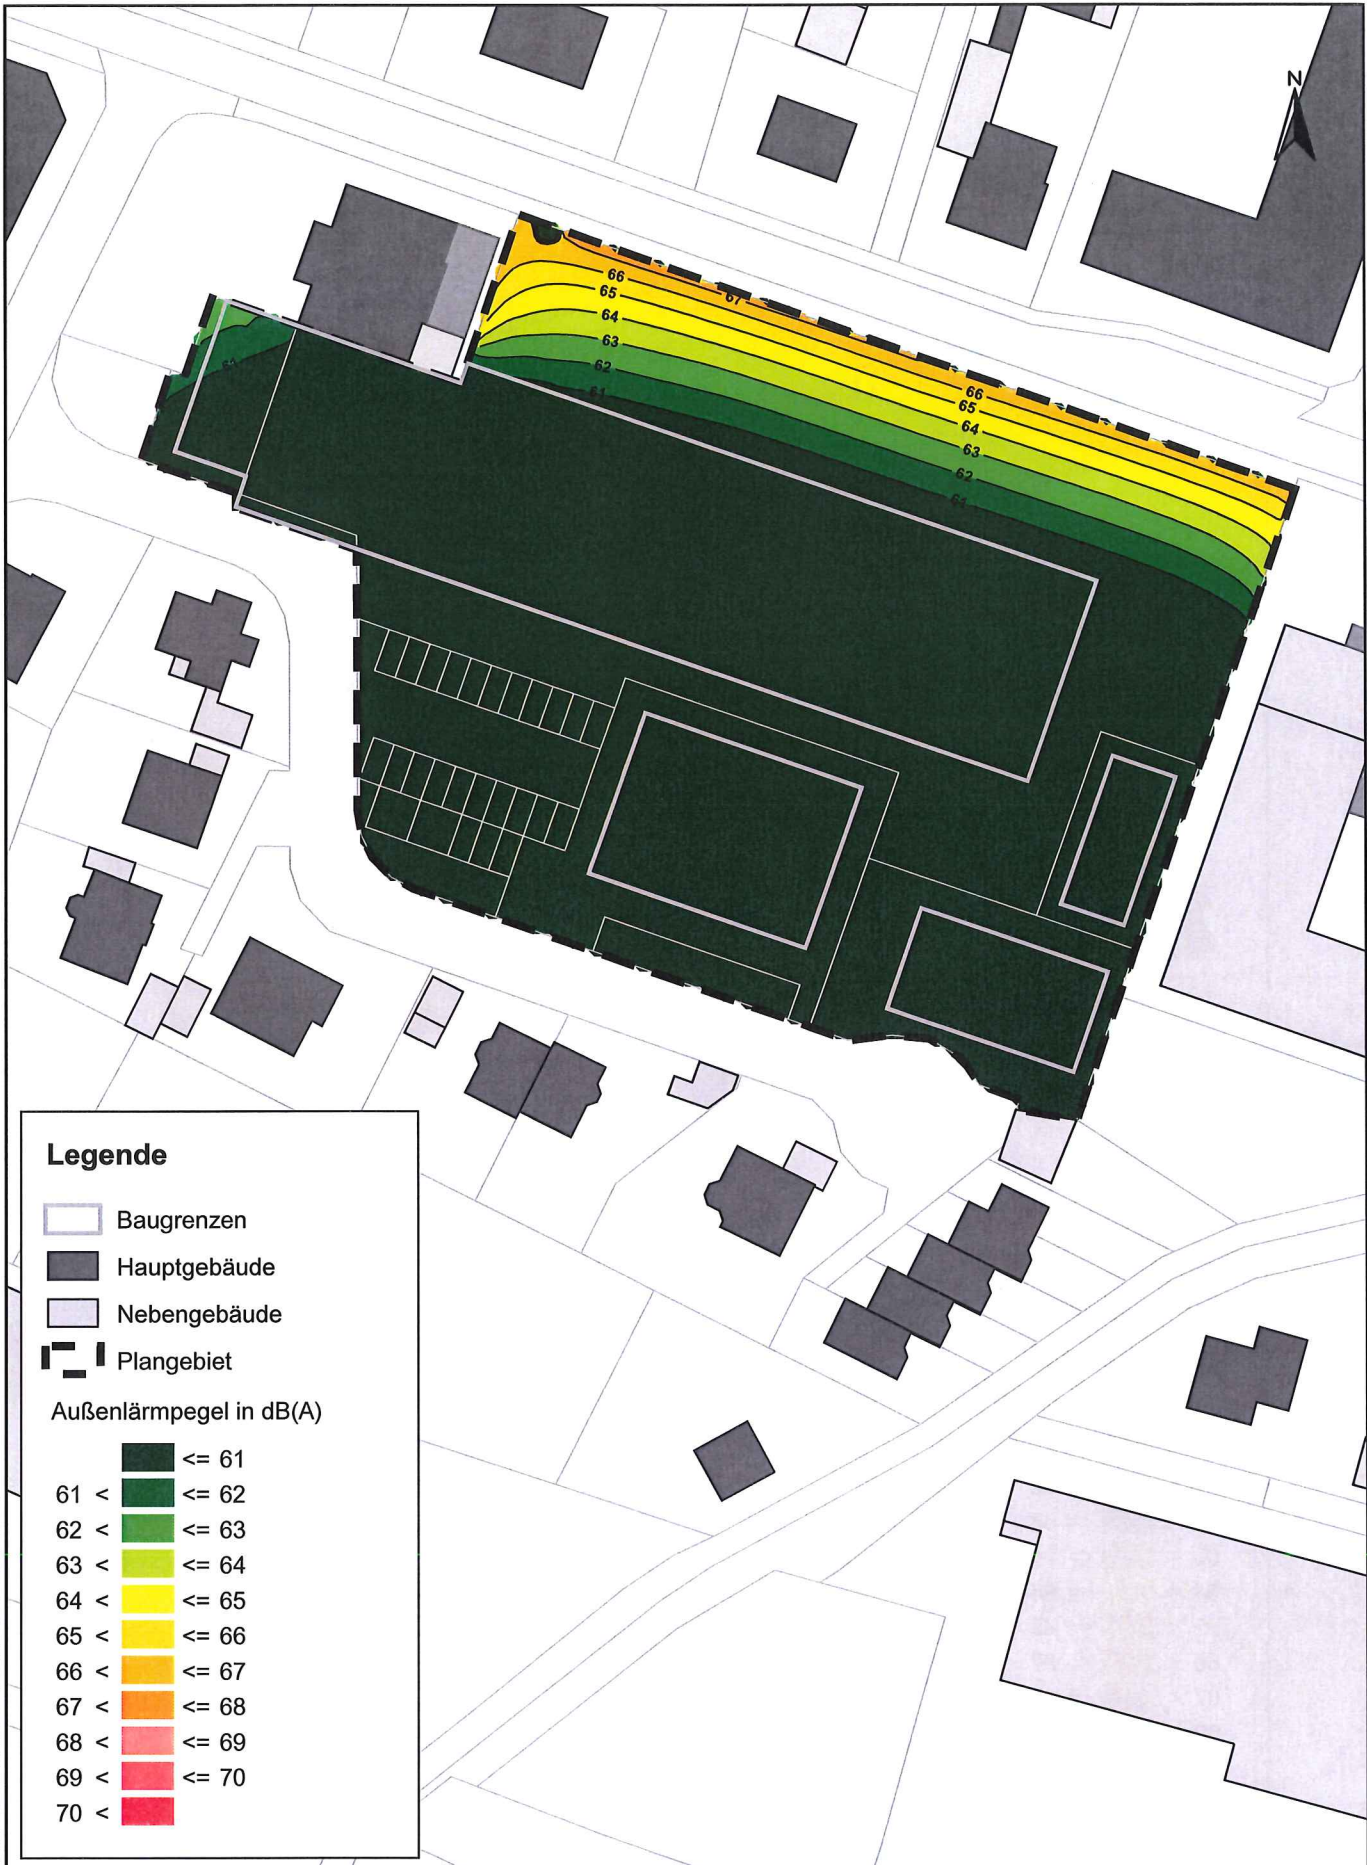 N
66
65
64
63
62
61
67
66
65
64
63
62
61
61
Legende
Baugrenzen
Hauptgebäude
Nebengebäude
Plangebiet
Außenlärmpegel in dB(A)
<= 61
61 < <= 62
62 < <= 63
63 < <= 64
64 < <= 65
65 < <= 66
66 < <= 67
67 < <= 68
68 < <= 69
69 < <= 70
70 <